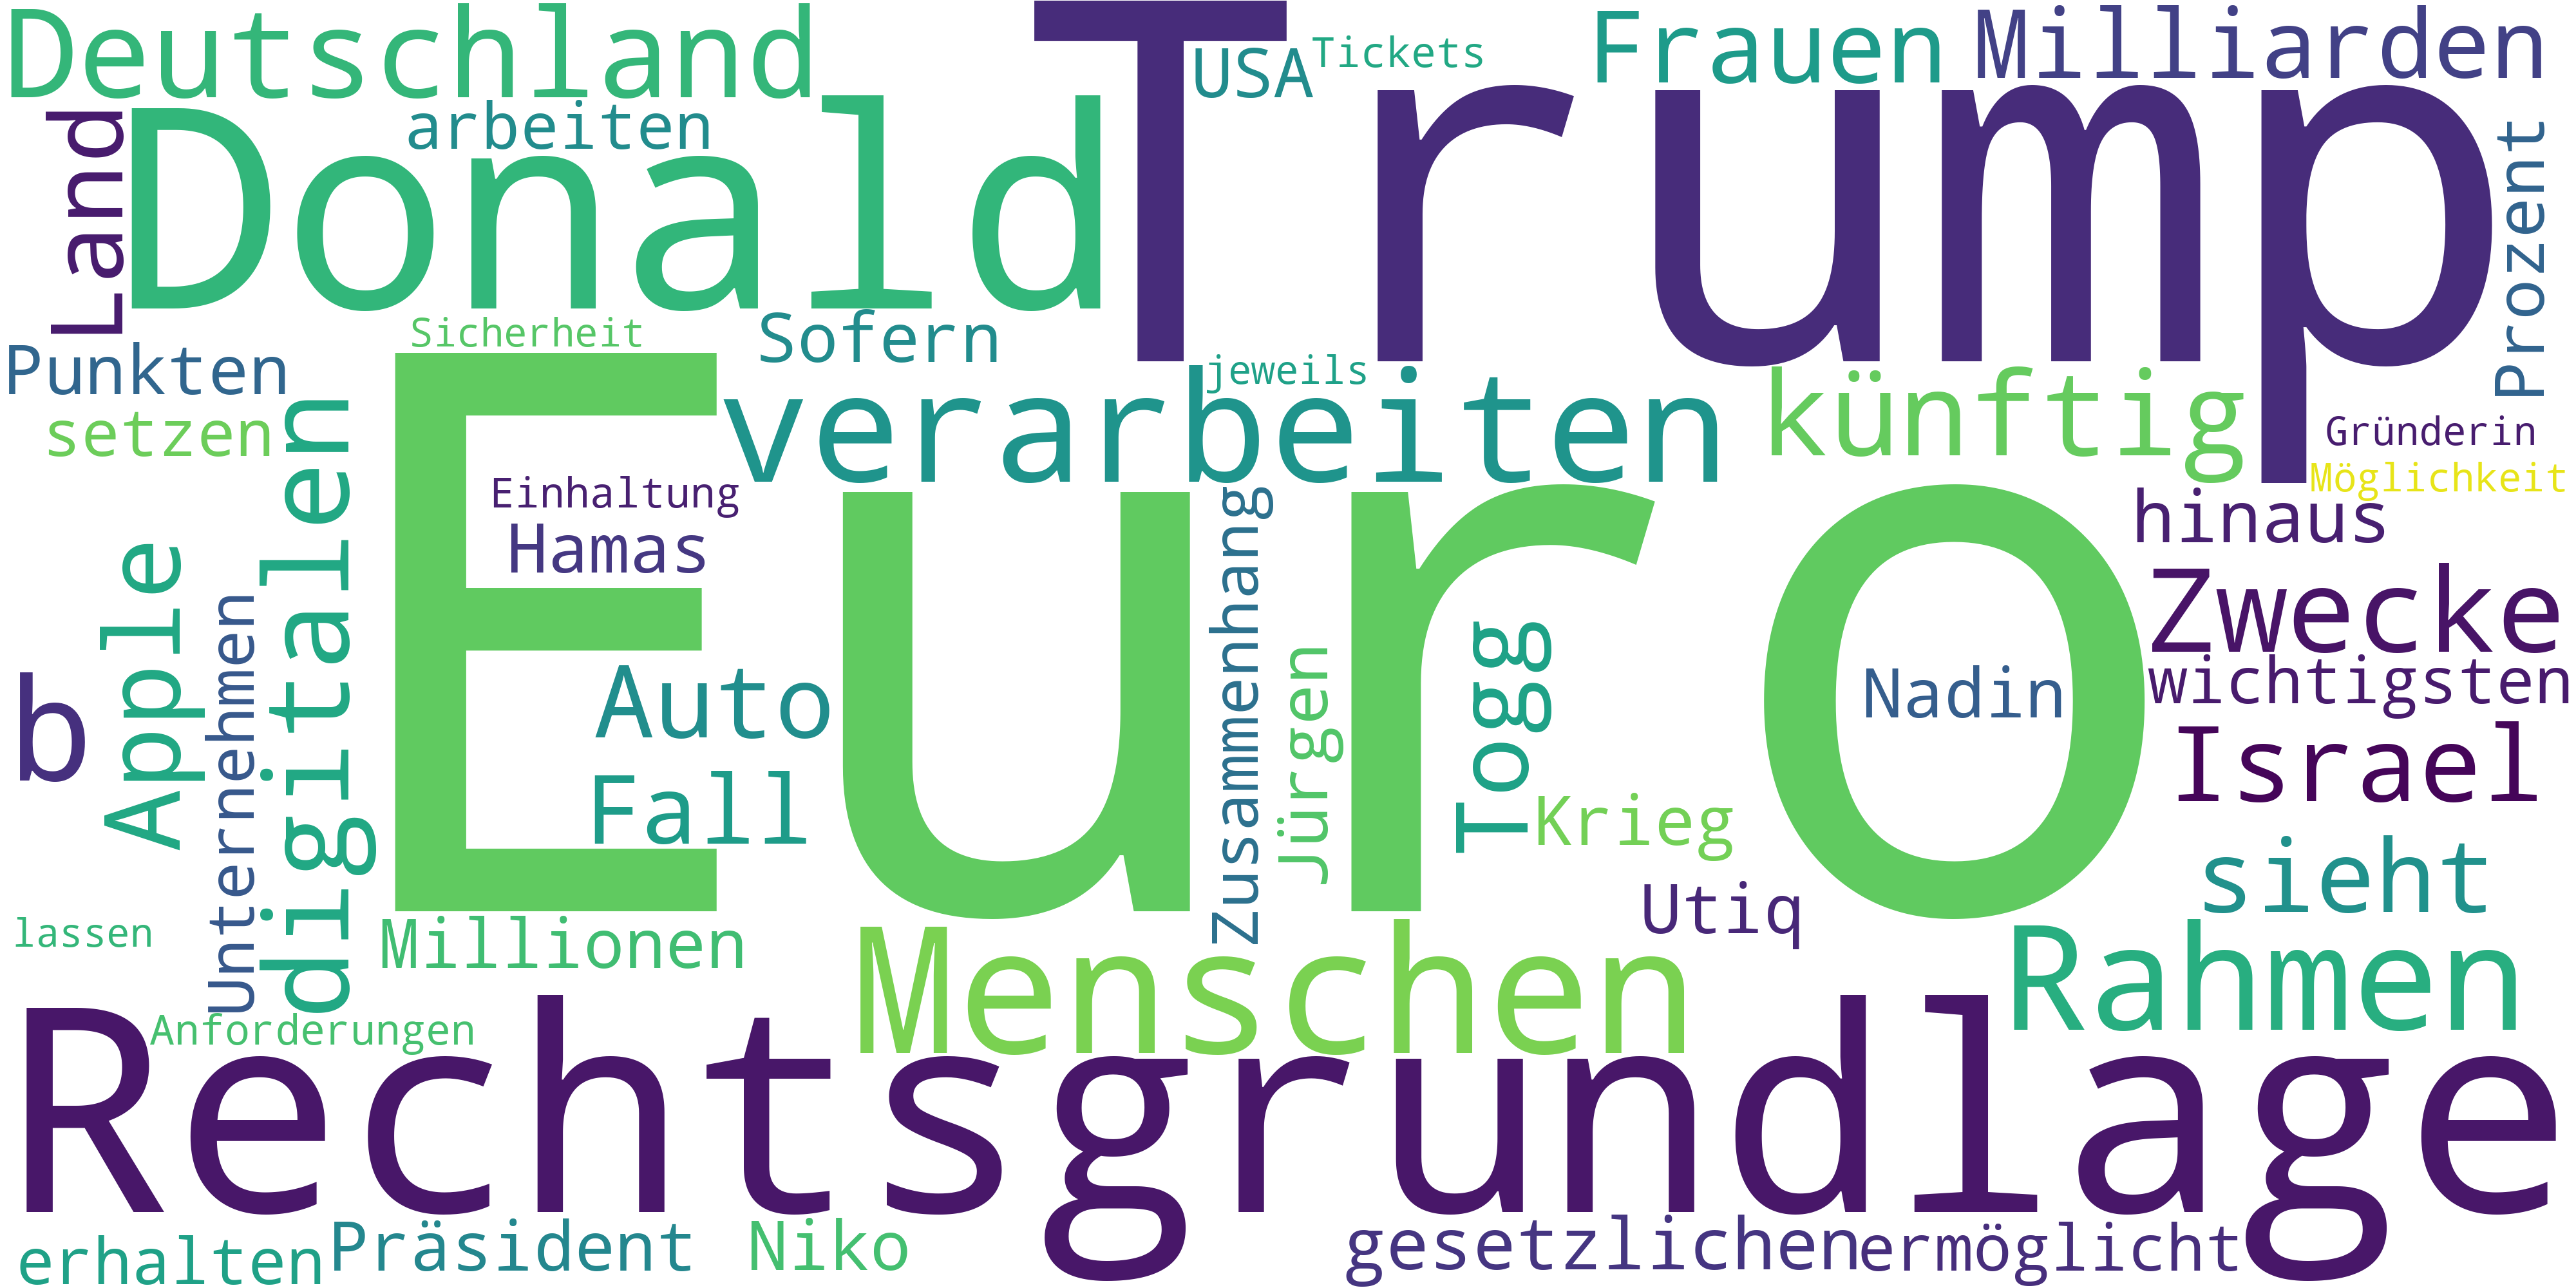 Deutschland
Donald
Trump
USA
Tickets
Frauen
Milliarden
arbeiten
Land
Prozent
Sicherheit
Sofern
Punkten
setzen
jeweils
verarbeiten
künftig
Gründerin
Möglichkeit
digitalen
Euro
Einhaltung
Hamas
hinaus
Zwecke
Apple
Unternehmen
Zusammenhang
Jürgen
Togg
Auto
Nadin
wichtigsten
b
Fall
Krieg
Israel
Utiq
sieht
lassen
Millionen
Menschen
Rahmen
Anforderungen
Rechtsgrundlage
erhalten
Präsident
Niko
gesetzlichen
ermöglicht